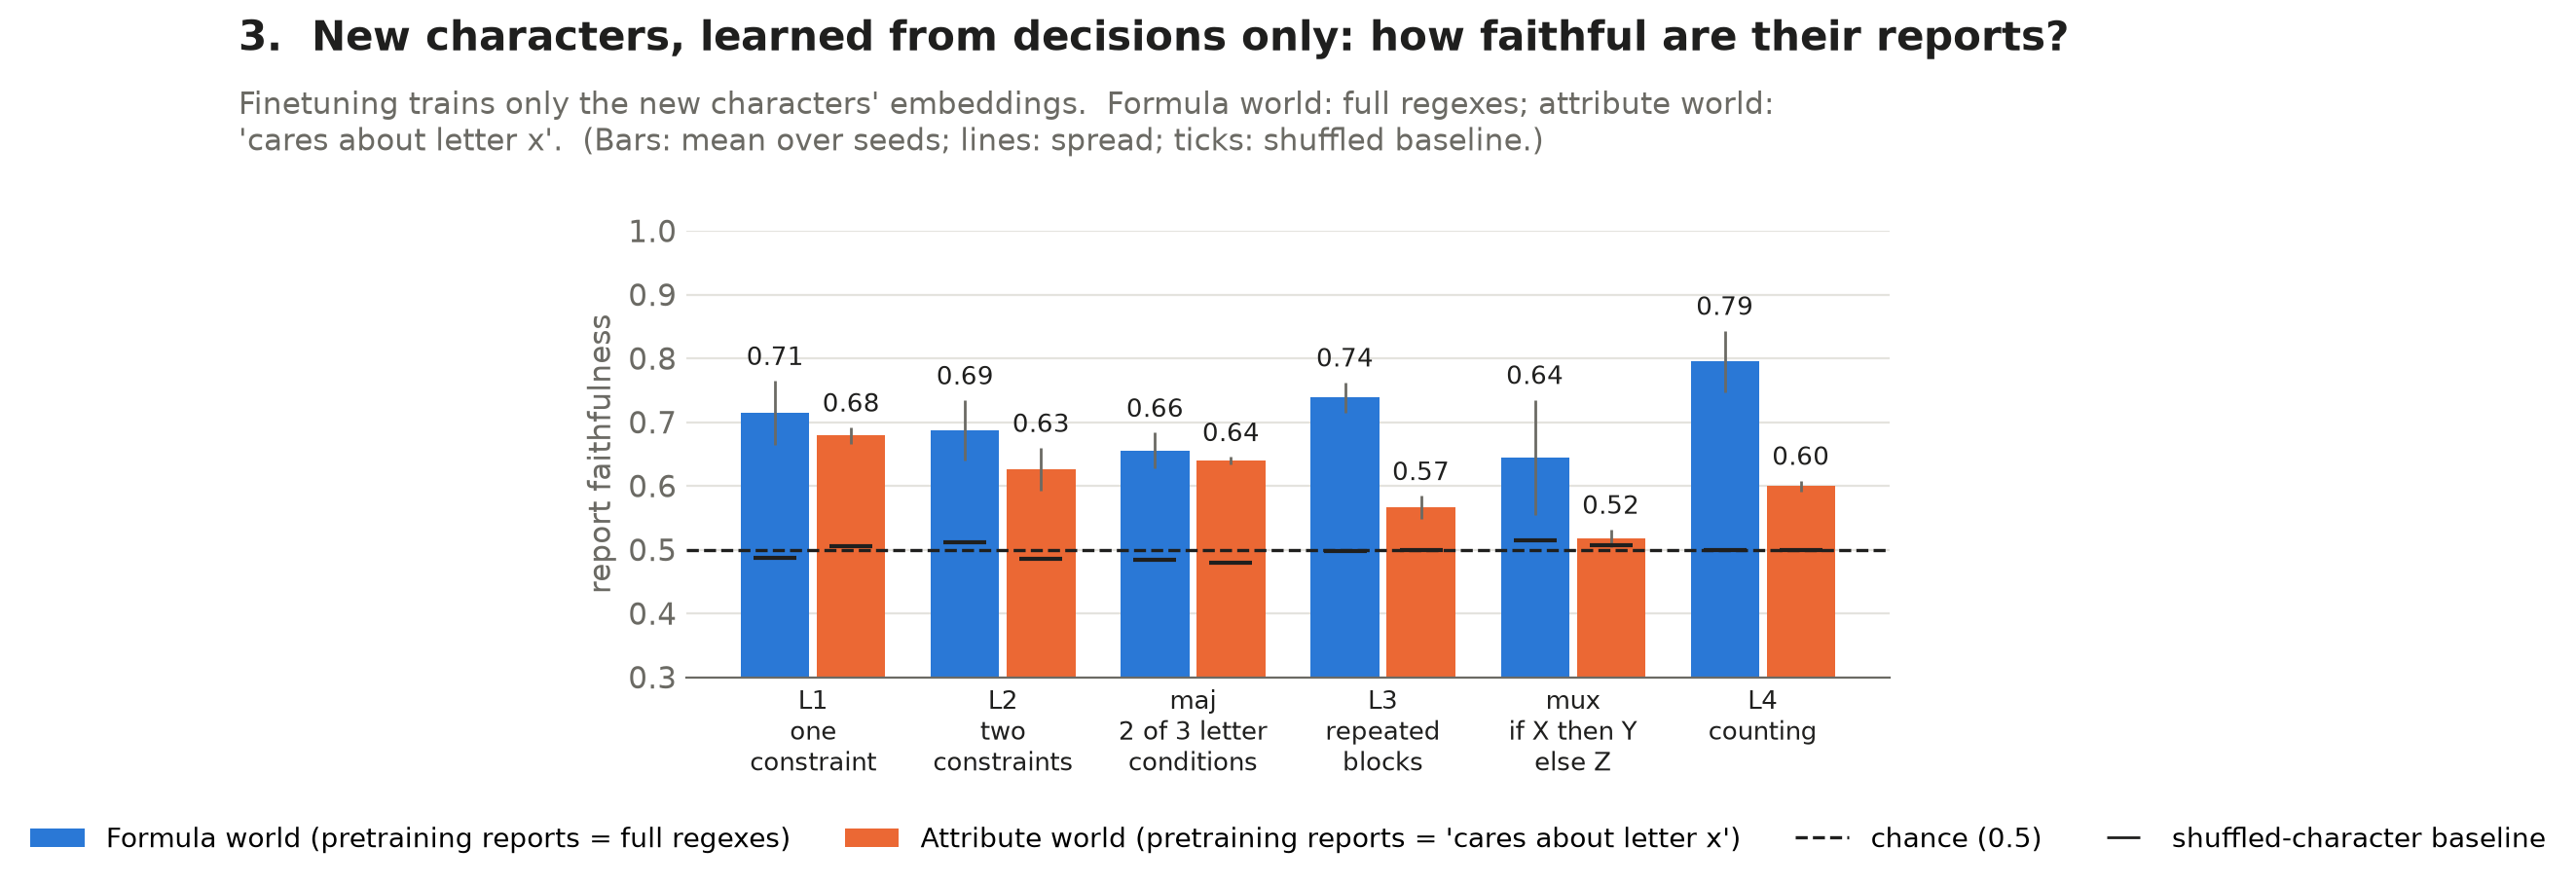 3. New characters, learned from decisions only: how faithful are their reports?
Finetuning trains only the new characters' embeddings. Formula world: full regexes; attribute world:
'cares about letter x'. (Bars: mean over seeds; lines: spread; ticks: shuffled baseline.)
report faithfulness
1.0
0.9
0.8
0.7
0.6
0.5
0.4
0.3
0.71
0.68
0.69
0.63
0.66
0.64
0.74
0.57
0.64
0.52
0.79
0.60
L1
one
constraint
L2
two
constraints
maj
2 of 3 letter
conditions
L3
repeated
blocks
mux
if X then Y
else Z
L4
counting
Formula world (pretraining reports = full regexes)
Attribute world (pretraining reports = 'cares about letter x')
chance (0.5)
shuffled-character baseline